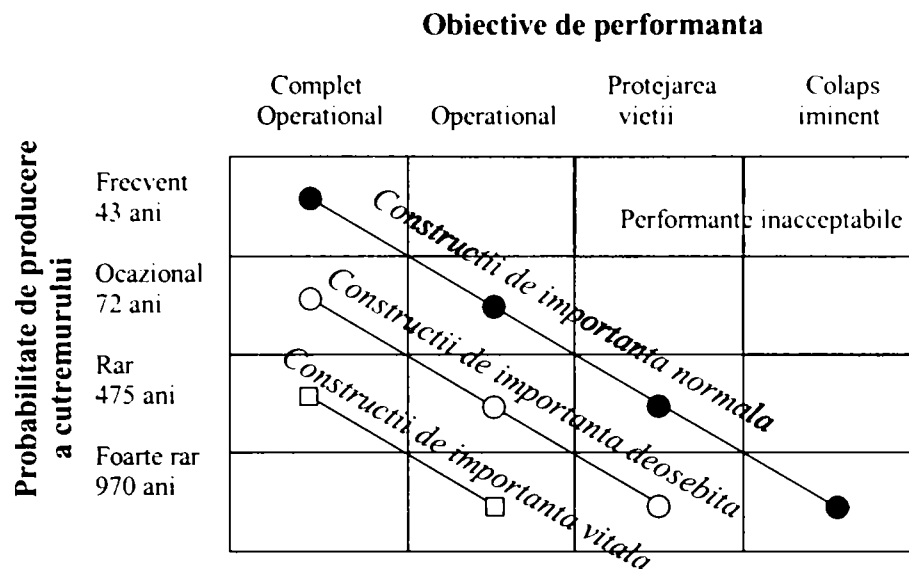 Obiective de performanta
Complet
Operational
Operational
Protejarea
vietii
Colaps
iminent
Probabilitate de producere
a cutremurului
Frecvent
43 ani
Ocazional
72 ani
Rar
475 ani
Foarte rar
970 ani
Performante inacceptabile
Constructii de importanta normala
Constructii de importanta deosebita
Constructii de importanta vitala